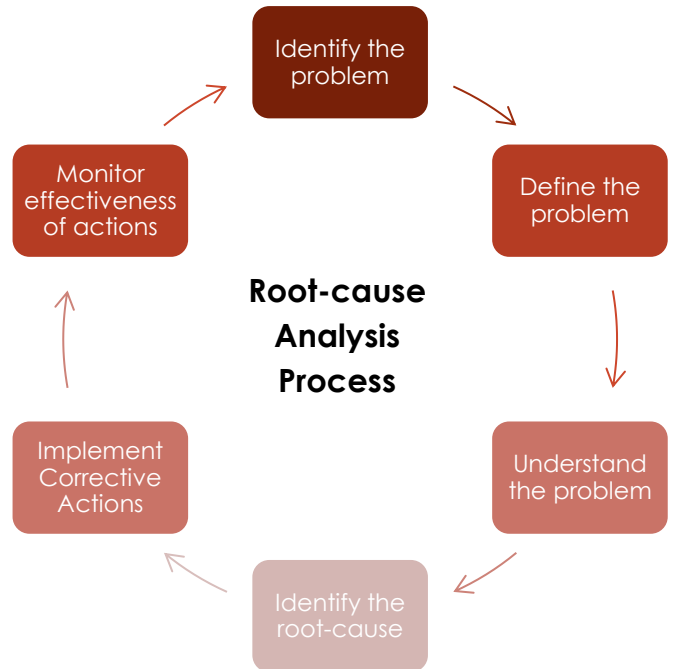 Identify the
problem
Define the
problem
Understand
the problem
Identify the
root-cause
Implement
Corrective
Actions
Monitor
effectiveness
of actions
Root-cause
Analysis
Process